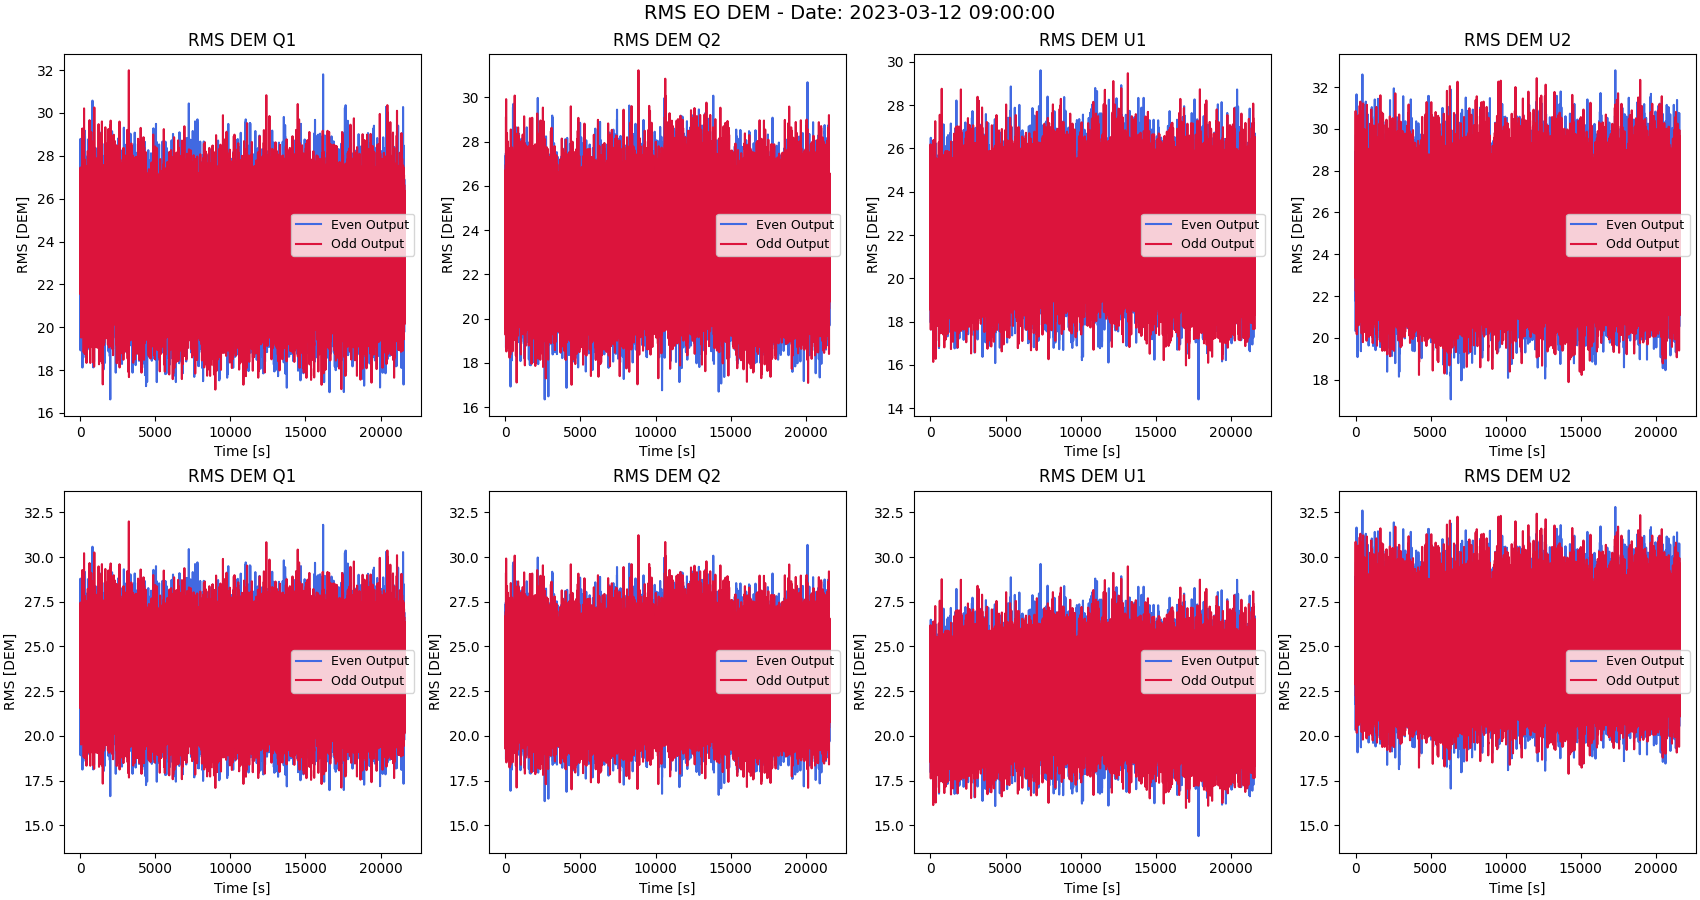 RMS EO DEM - Date: 2023-03-12 09:00:00
RMS DEM Q1
RMS [DEM]
32
30
28
26
24
22
20
18
16
0 5000 10000 15000 20000
Time [s]
Even Output
Odd Output
RMS DEM Q2
RMS [DEM]
30
28
26
24
22
20
18
16
0 5000 10000 15000 20000
Time [s]
Even Output
Odd Output
RMS DEM U1
RMS [DEM]
30
28
26
24
22
20
18
16
14
0 5000 10000 15000 20000
Time [s]
Even Output
Odd Output
RMS DEM U2
RMS [DEM]
32
30
28
26
24
22
20
18
0 5000 10000 15000 20000
Time [s]
Even Output
Odd Output
RMS DEM Q1
RMS [DEM]
32.5
30.0
27.5
25.0
22.5
20.0
17.5
15.0
0 5000 10000 15000 20000
Time [s]
Even Output
Odd Output
RMS DEM Q2
RMS [DEM]
32.5
30.0
27.5
25.0
22.5
20.0
17.5
15.0
0 5000 10000 15000 20000
Time [s]
Even Output
Odd Output
RMS DEM U1
RMS [DEM]
32.5
30.0
27.5
25.0
22.5
20.0
17.5
15.0
0 5000 10000 15000 20000
Time [s]
Even Output
Odd Output
RMS DEM U2
RMS [DEM]
32.5
30.0
27.5
25.0
22.5
20.0
17.5
15.0
0 5000 10000 15000 20000
Time [s]
Even Output
Odd Output